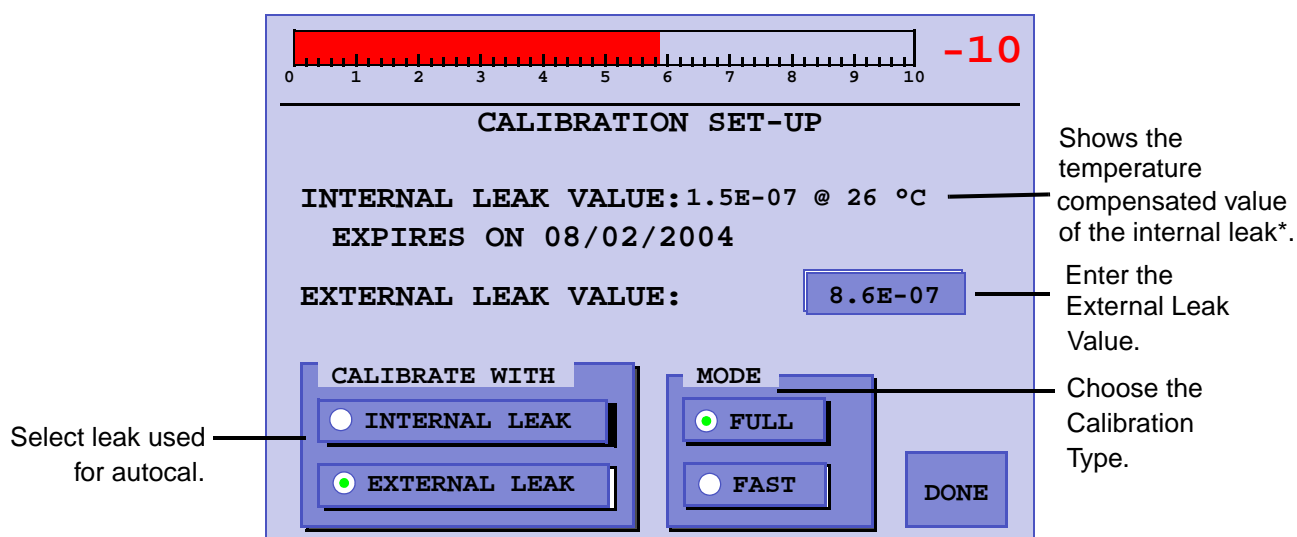 -10
0 1 2 3 4 5 6 7 8 9 10
CALIBRATION SET-UP
INTERNAL LEAK VALUE: 1.5E-07 @ 26 °C
EXPIRES ON 08/02/2004
EXTERNAL LEAK VALUE: 8.6E-07
CALIBRATE WITH
INTERNAL LEAK
EXTERNAL LEAK
MODE
FULL
FAST
DONE
Shows the
temperature
compensated value
of the internal leak*.
Enter the
External Leak
Value.
Choose the
Calibration
Type.
Select leak used
for autocal.